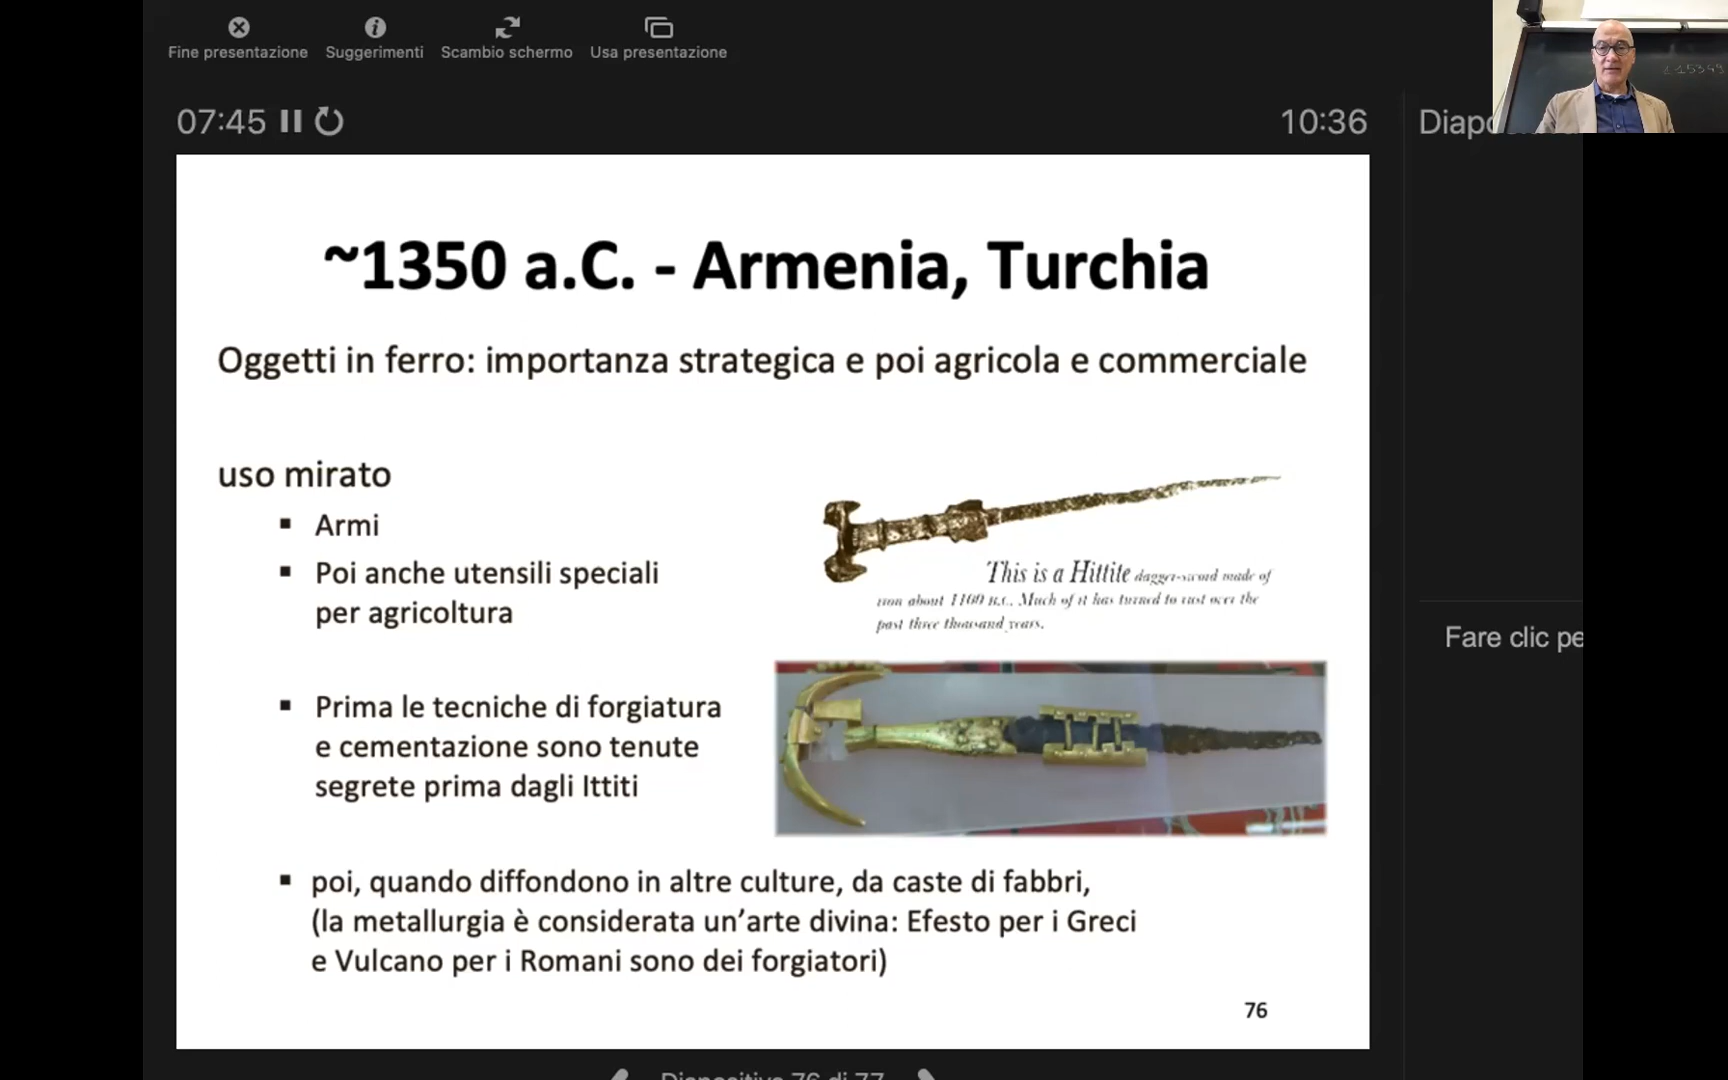 Fine presentazione Suggerimenti Scambio schermo Usa presentazione
07:45 10:36
~1350 a.C. - Armenia, Turchia
Oggetti in ferro: importanza strategica e poi agricola e commerciale
uso mirato
▪ Armi
▪ Poi anche utensili speciali
per agricoltura
▪ Prima le tecniche di forgiatura
e cementazione sono tenute
segrete prima dagli Ittiti
▪ poi, quando diffondono in altre culture, da caste di fabbri,
(la metallurgia è considerata un’arte divina: Efesto per i Greci
e Vulcano per i Romani sono dei forgiatori)
This is a Hittite dagger-sword made of
iron about 1100 B.C. Much of it has turned to rust over the
past three thousand years.
76
Diapositiva 76 di 77
Fare clic pe